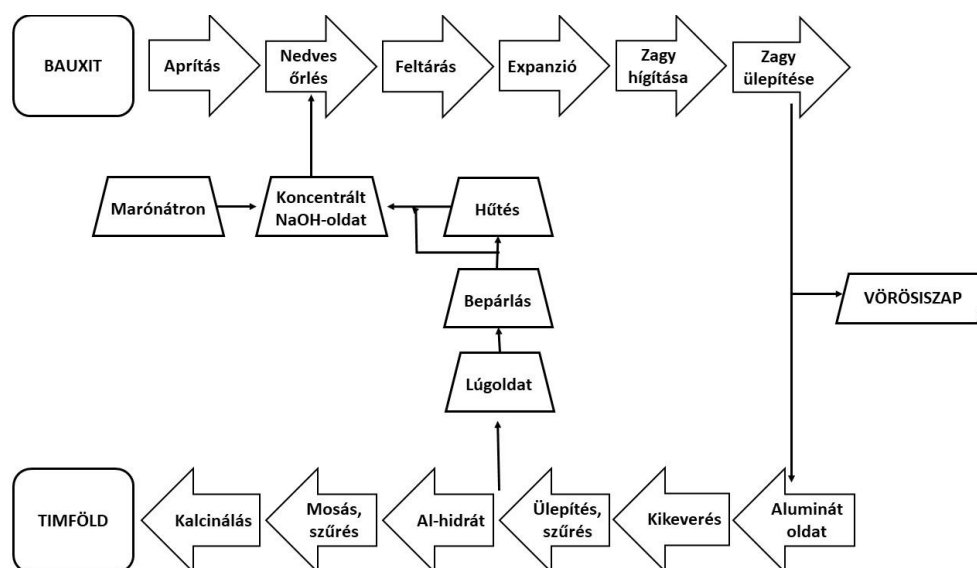 BAUXIT
Aprítás
Nedves
őrlés
Feltárás
Expanzió
Zagy
hígítása
Zagy
ülepítése
Marónátron
Koncentrált
NaOH-oldat
Hűtés
Bepárlás
VÖRÖSISZAP
Lúgoldat
TIMFÖLD
Kalcinálás
Mosás,
szűrés
Al-hidrát
Ülepítés,
szűrés
Kikeverés
Aluminát
oldat